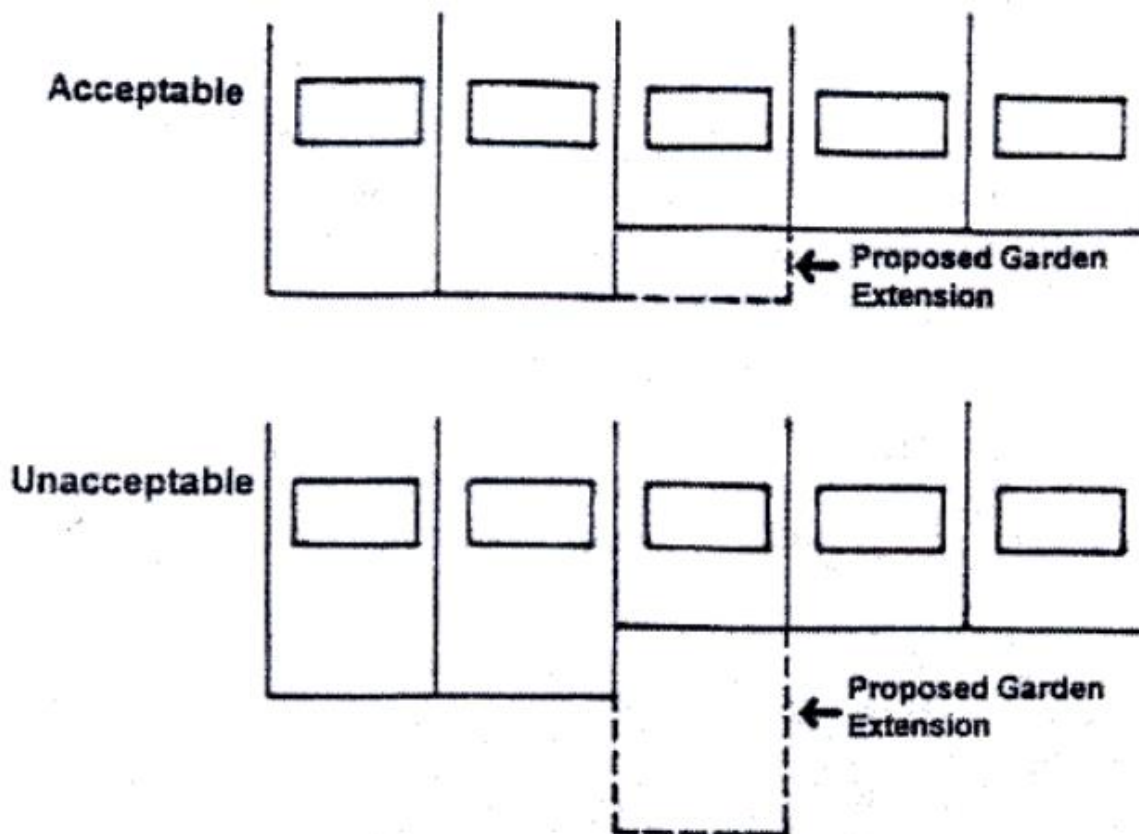 Acceptable
Proposed Garden
Extension
Unacceptable
Proposed Garden
Extension